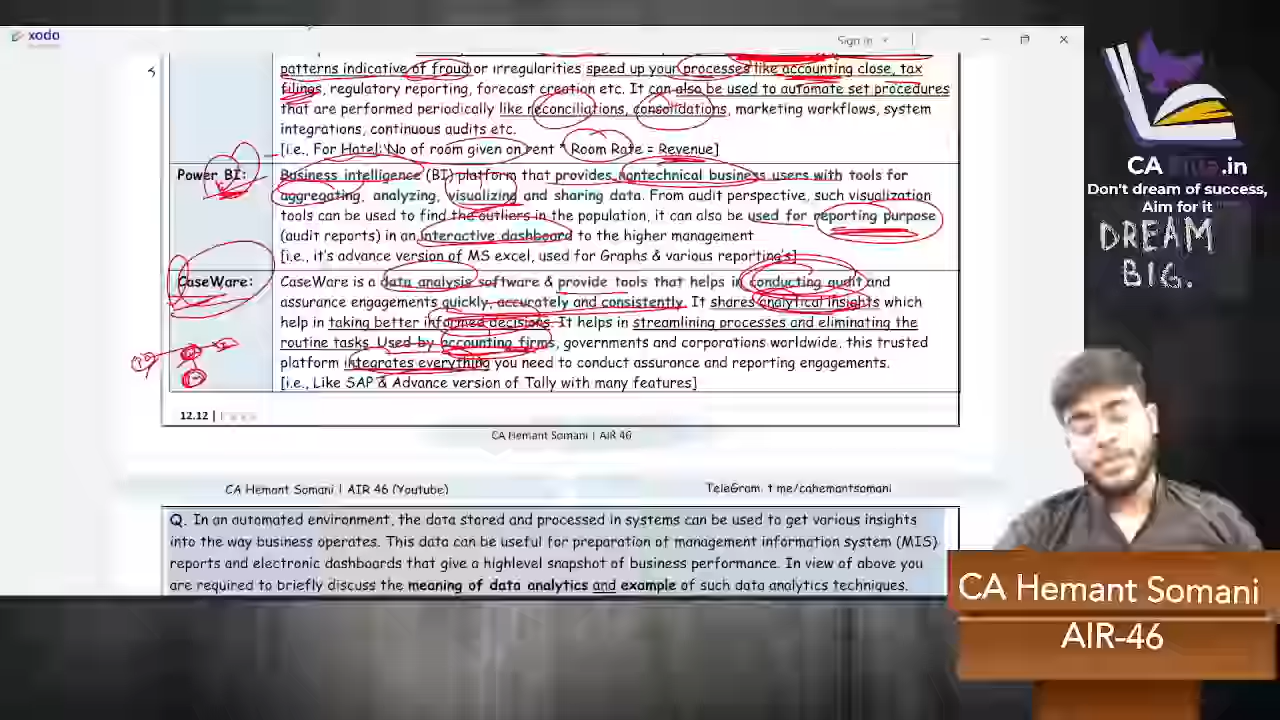 xodo
Sign in
patterns indicative of fraud or irregularities speed up your processes like accounting close, tax
filings, regulatory reporting, forecast creation etc. It can also be used to automate set procedures
that are performed periodically like reconciliations, consolidations, marketing workflows, system
integrations, continuous audits etc.
[i.e., For Hotel: No of room given on rent * Room Rate = Revenue]
Power BI:
Business intelligence (BI) platform that provides nontechnical business users with tools for
aggregating, analyzing, visualizing and sharing data. From audit perspective, such visualization
tools can be used to find the outliers in the population, it can also be used for reporting purpose
(audit reports) in an interactive dashboard to the higher management
[i.e., it's advance version of MS excel, used for Graphs & various reporting's]
CaseWare:
CaseWare is a data analysis software & provide tools that helps in conducting audit and
assurance engagements quickly, accurately and consistently. It shares analytical insights which
help in taking better informed decisions. It helps in streamlining processes and eliminating the
routine tasks. Used by accounting firms, governments and corporations worldwide, this trusted
platform integrates everything you need to conduct assurance and reporting engagements.
[i.e., Like SAP & Advance version of Tally with many features]
12.12 |
CA Hemant Somani | AIR 46
CA Hemant Somani | AIR 46 (Youtube)
TeleGram. t me/cahemantsomani
Q. In an automated environment, the data stored and processed in systems can be used to get various insights
into the way business operates. This data can be useful for preparation of management information system (MIS)
reports and electronic dashboards that give a highlevel snapshot of business performance. In view of above you
are required to briefly discuss the meaning of data analytics and example of such data analytics techniques.
CA .in
Don't dream of success,
Aim for it
DREAM
BIG.
CA Hemant Somani
AIR-46